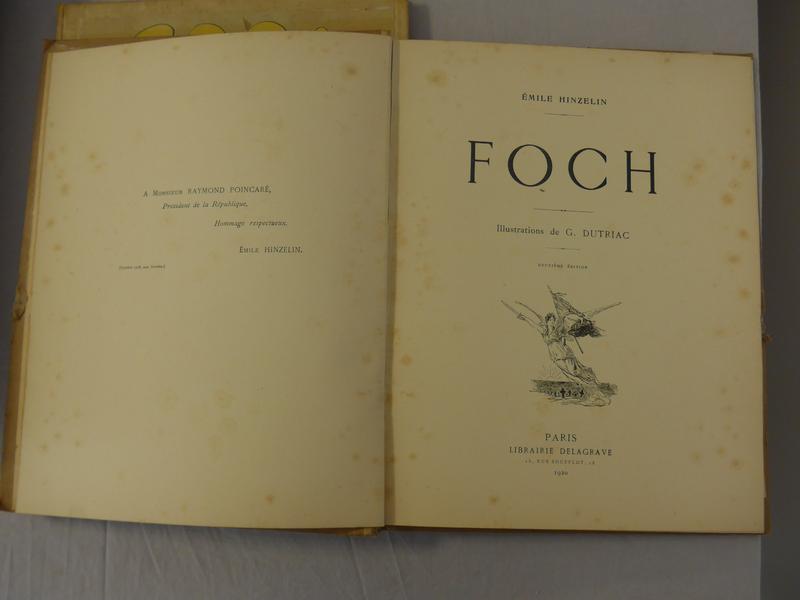 A Monsieur RAYMOND POINCARÉ,
Président de la République,
Hommage respectueux.
ÉMILE HINZELIN.
ÉMILE HINZELIN
FOCH
Illustrations de G. DUTRIAC
DEUXIÈME ÉDITION
PARIS
LIBRAIRIE DELAGRAVE
15, RUE SOUFFLOT, 15
1920